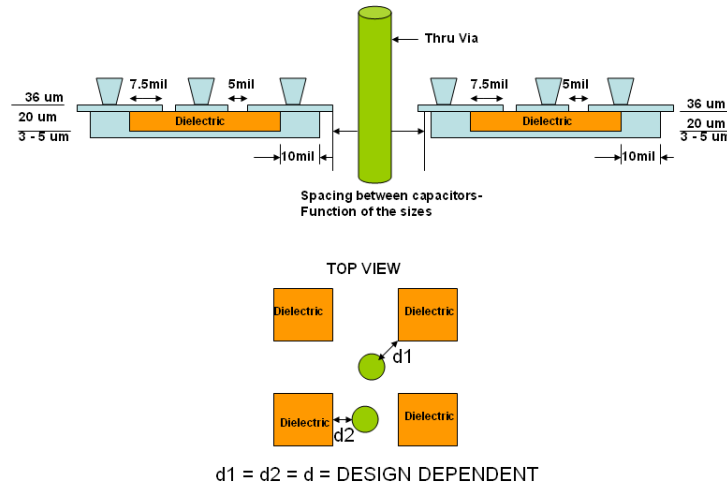 Thru Via
7.5mil
5mil
7.5mil
5mil
36 um
20 um
3 - 5 um
Dielectric
10mil
36 um
20 um
3 - 5 um
Dielectric
10mil
Spacing between capacitors-
Function of the sizes
TOP VIEW
Dielectric
Dielectric
d1
Dielectric
Dielectric
d2
d1 = d2 = d = DESIGN DEPENDENT